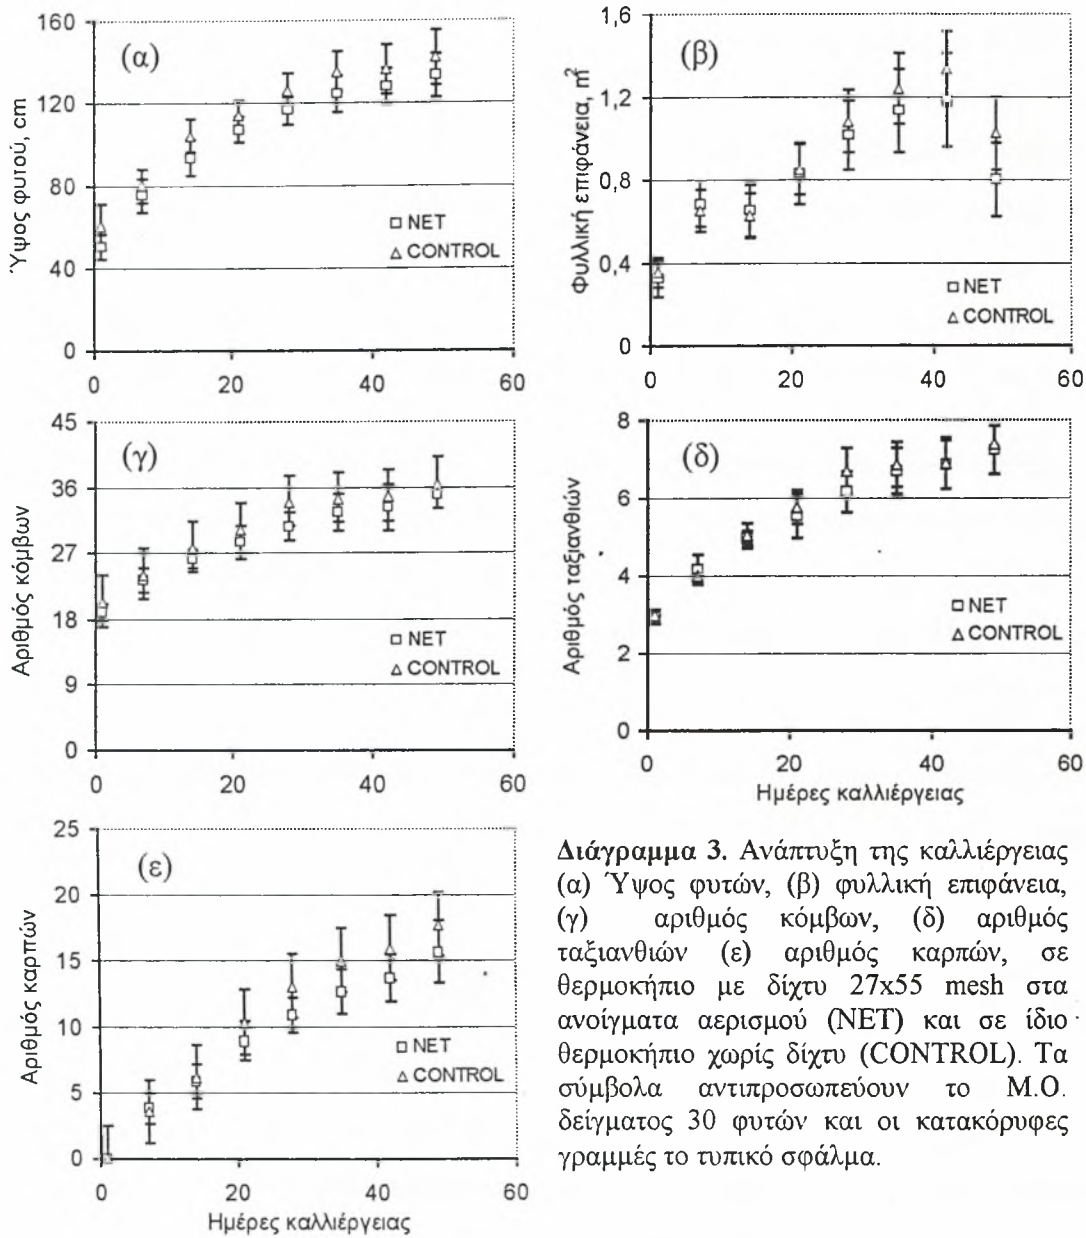 (α)
Ύψος φυτού, cm
160
120
80
40
0
0 20 40 60
NET
CONTROL
(β)
Φυλλική επιφάνεια, m²
1,6
1,2
0,8
0,4
0
0 20 40 60
NET
CONTROL
(γ)
Αριθμός κόμβων
45
36
27
18
9
0
0 20 40 60
NET
CONTROL
(δ)
Αριθμός ταξιανθιών
8
6
4
2
0
0 20 40 60
Ημέρες καλλιέργειας
NET
CONTROL
(ε)
Αριθμός καρπών
25
20
15
10
5
0
0 20 40 60
Ημέρες καλλιέργειας
NET
CONTROL
Διάγραμμα 3. Ανάπτυξη της καλλιέργειας
(α) Ύψος φυτών, (β) φυλλική επιφάνεια,
(γ) αριθμός κόμβων, (δ) αριθμός
ταξιανθιών (ε) αριθμός καρπών, σε
θερμοκήπιο με δίχτυ 27x55 mesh στα
ανοίγματα αερισμού (NET) και σε ίδιο
θερμοκήπιο χωρίς δίχτυ (CONTROL). Τα
σύμβολα αντιπροσωπεύουν το Μ.Ο.
δείγματος 30 φυτών και οι κατακόρυφες
γραμμές το τυπικό σφάλμα.